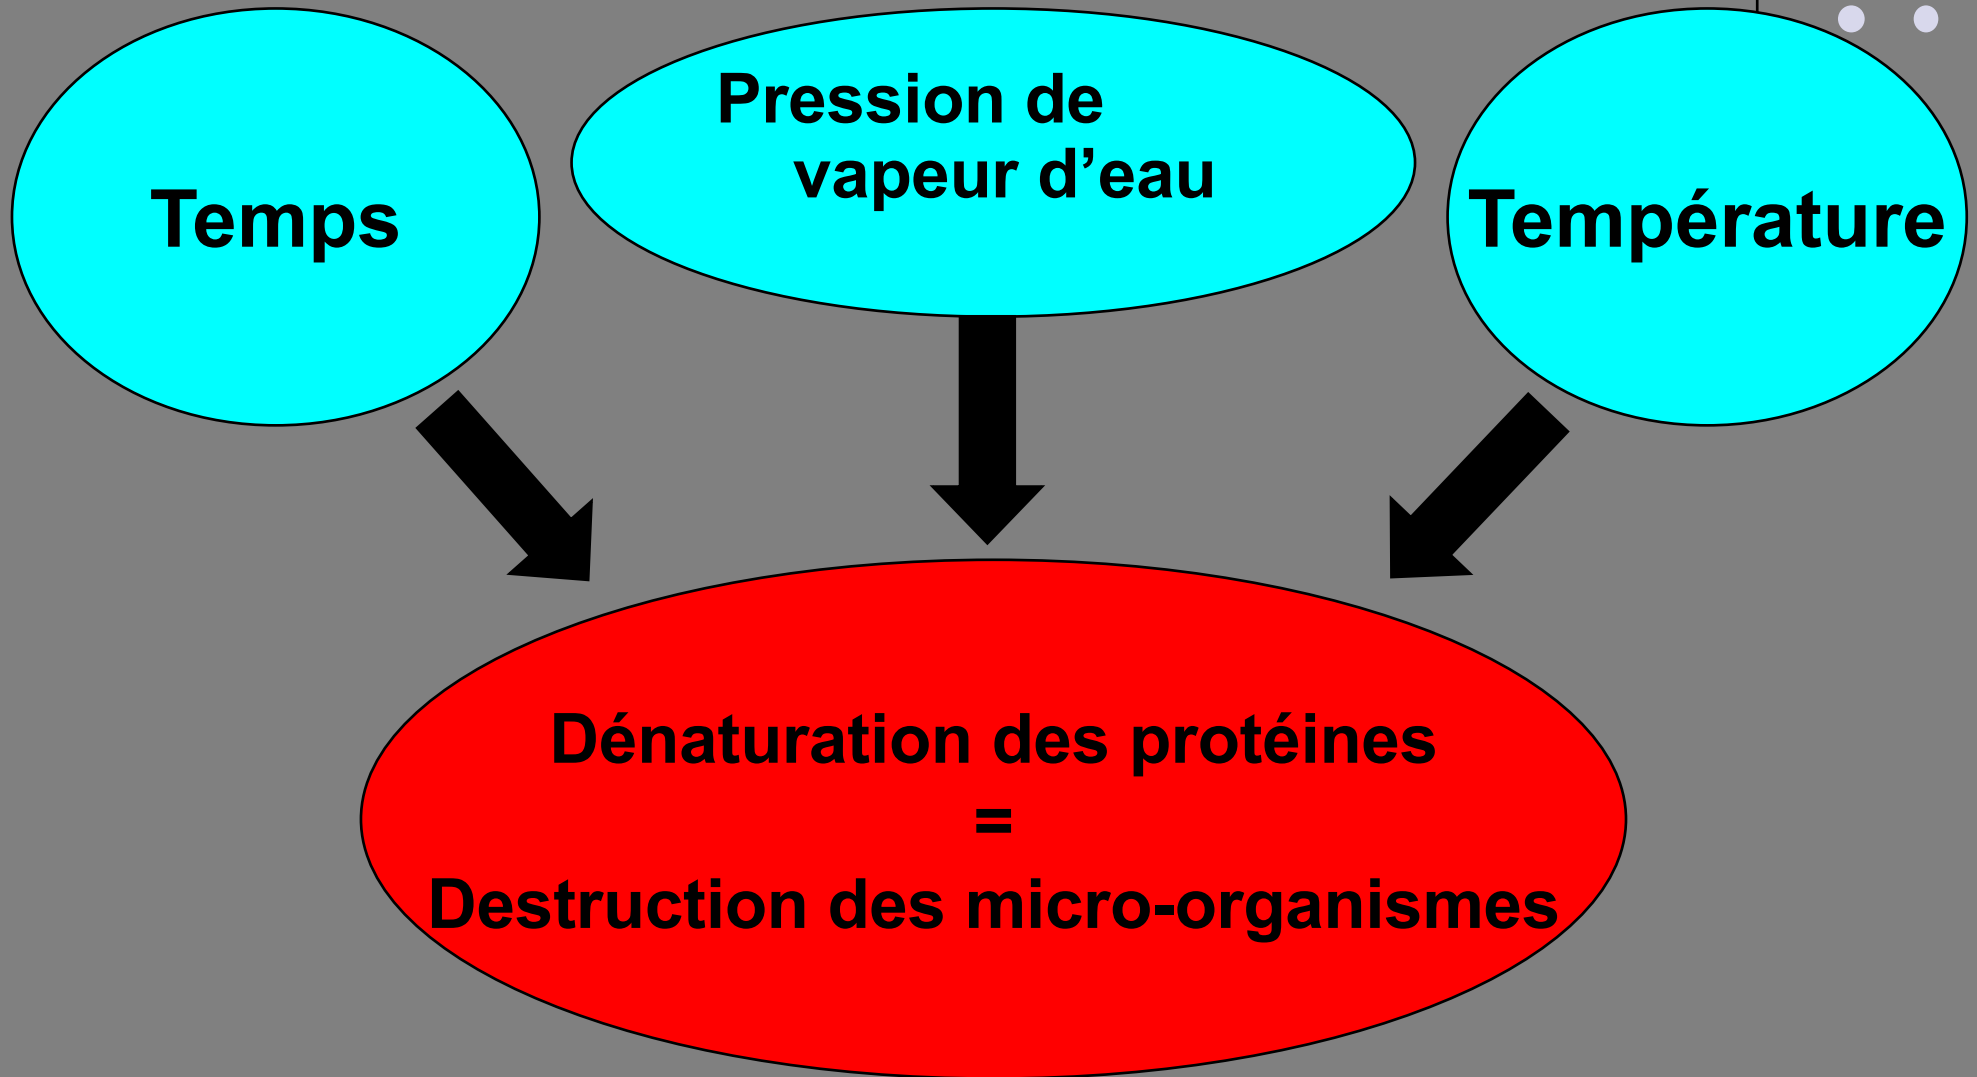 Temps
Pression de
vapeur d’eau
Température
Dénaturation des protéines
=
Destruction des micro-organismes